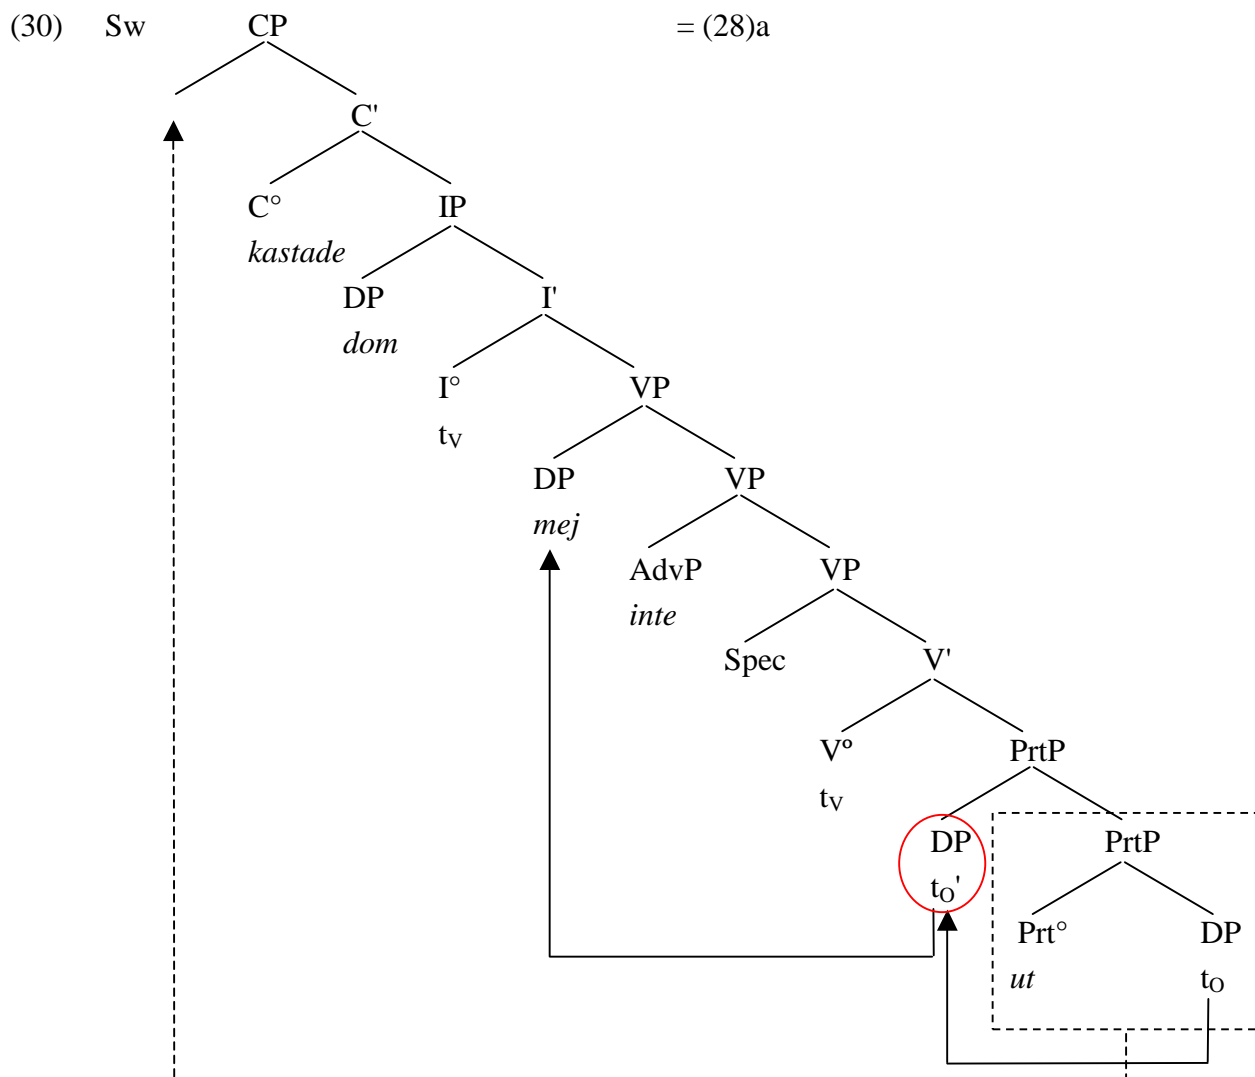 (30) Sw CP = (28)a
C'
C° IP
kastade
DP I'
dom
I° VP
tV
DP VP
mej
AdvP VP
inte
Spec V'
Vº PrtP
tV
DP PrtP
tO'
Prt° DP
ut tO